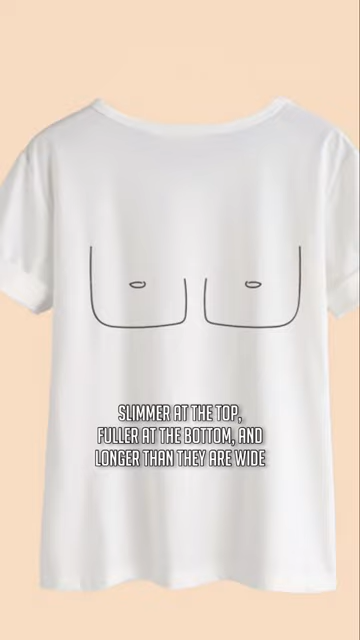 SLIMMER AT THE TOP,
FULLER AT THE BOTTOM, AND
LONGER THAN THEY ARE WIDE